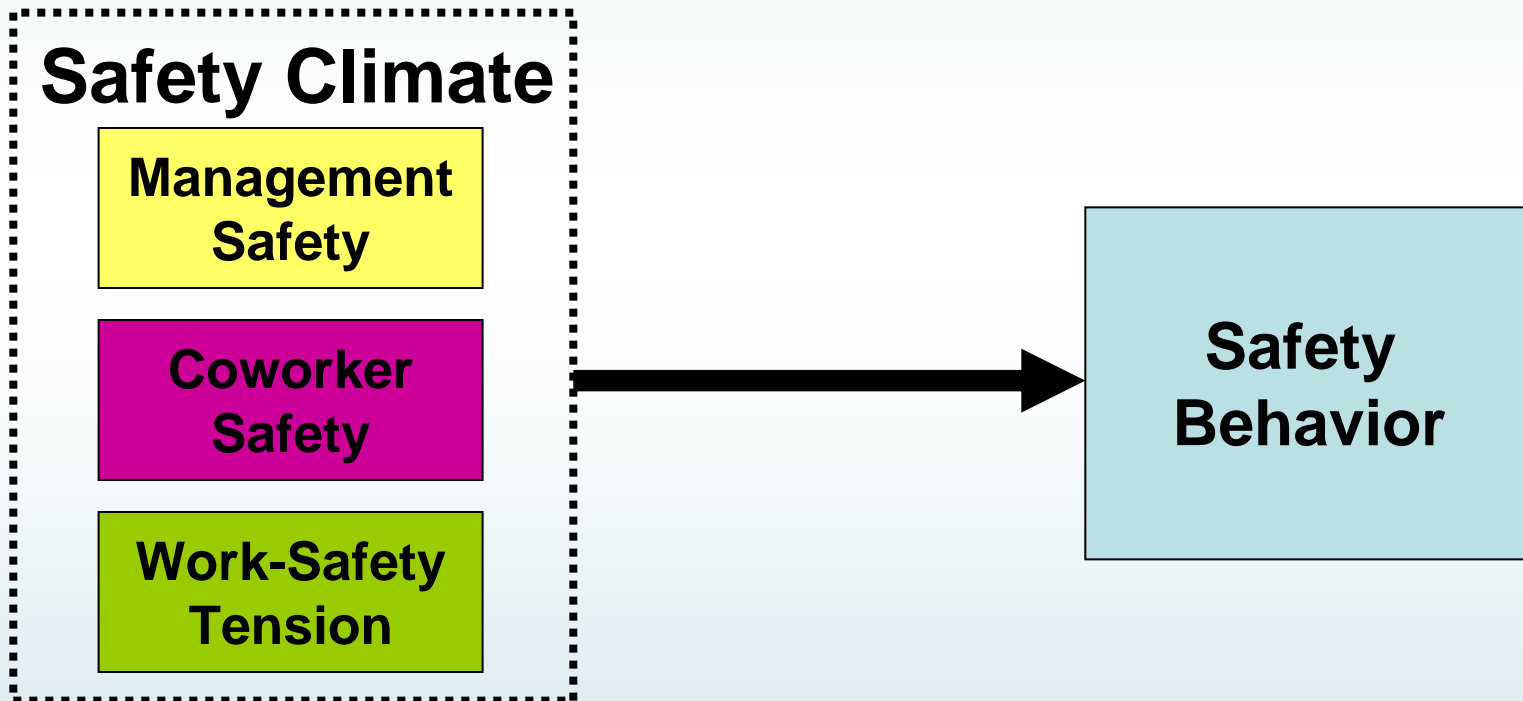 Safety Climate
Management
Safety
Coworker
Safety
Work-Safety
Tension
Safety
Behavior